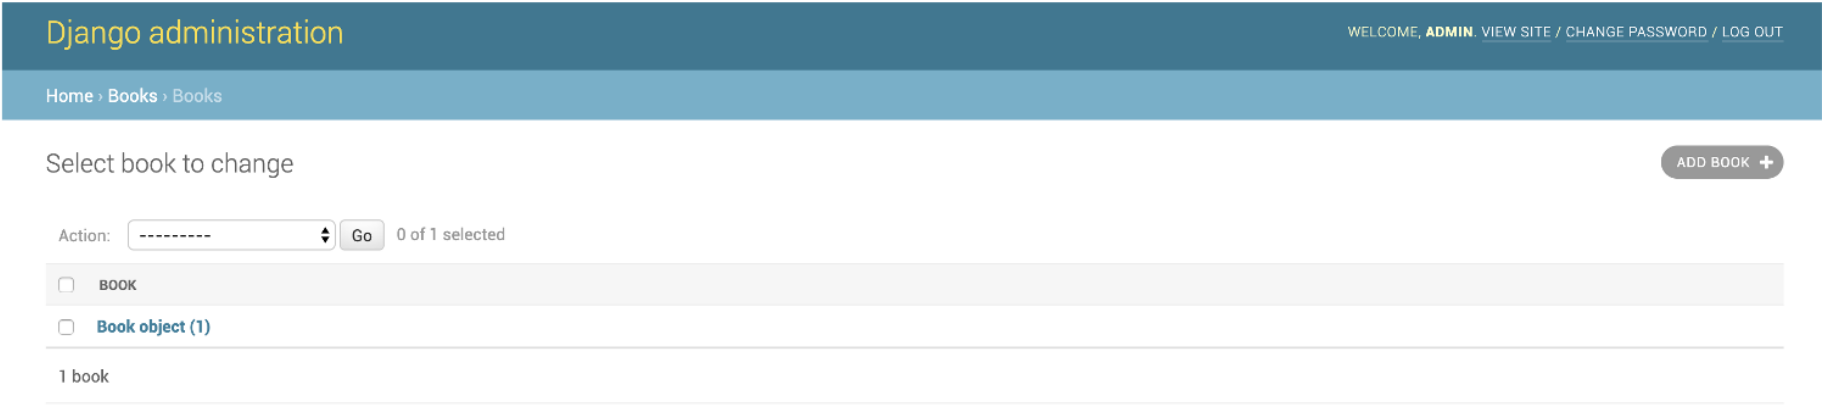 Django administration
WELCOME, ADMIN. VIEW SITE / CHANGE PASSWORD / LOG OUT
Home › Books › Books
Select book to change
ADD BOOK +
Action: --------- Go 0 of 1 selected
BOOK
Book object (1)
1 book